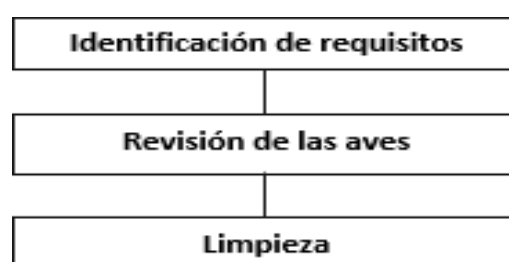 Identificación de requisitos
Revisión de las aves
Limpieza